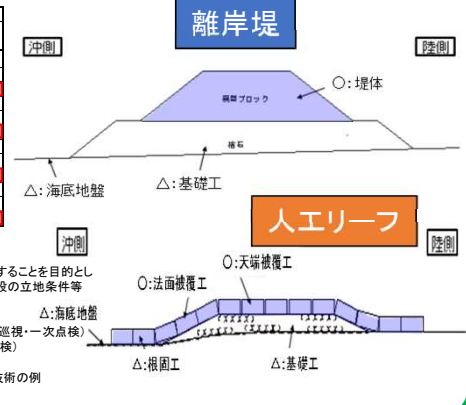 離岸堤
沖側
陸側
○:堤体
異型ブロック
捨石
△:海底地盤
△:基礎工
人工リーフ
沖側
陸側
○:天端被覆工
○:法面被覆工
△:海底地盤
△:根固工
△:基礎工
することを目的とし
設の立地条件等
巡視・一次点検)
検)
技術の例